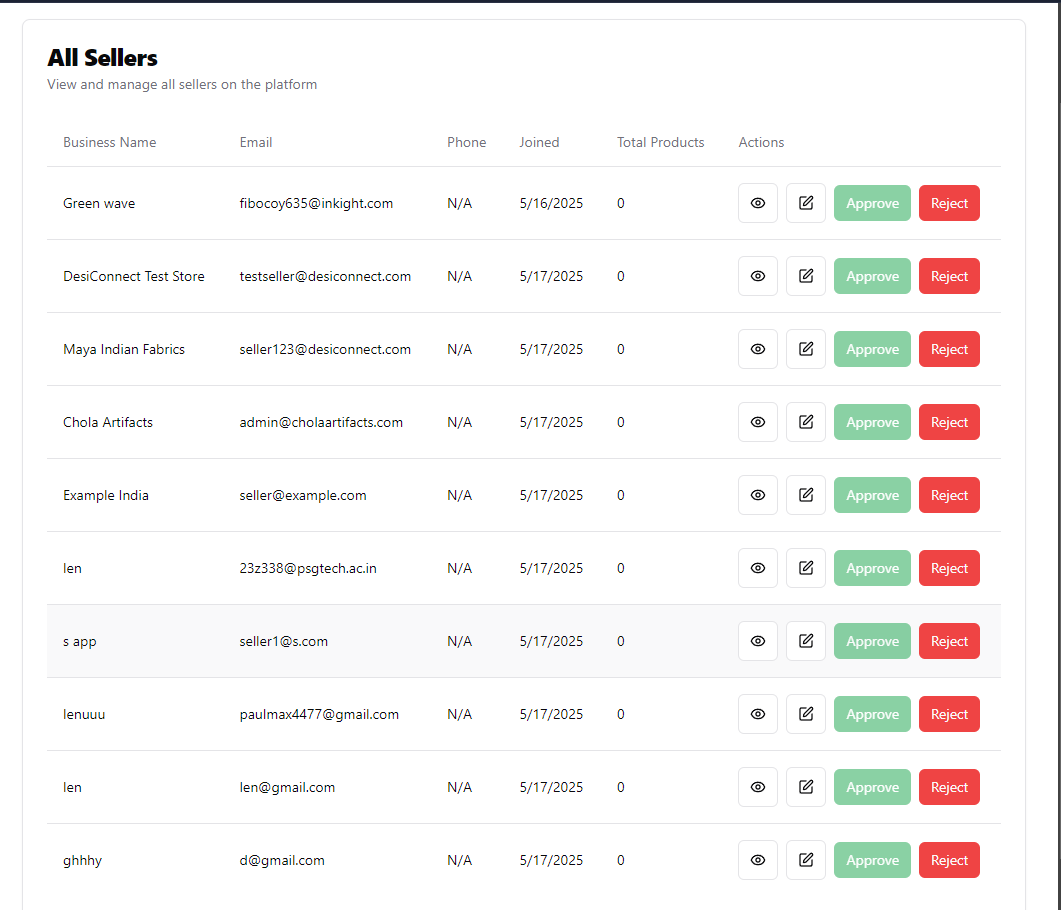 All Sellers
View and manage all sellers on the platform
Business Name Email Phone Joined Total Products Actions
Green wave fibocoy635@inkight.com N/A 5/16/2025 0 Approve Reject
DesiConnect Test Store testseller@desiconnect.com N/A 5/17/2025 0 Approve Reject
Maya Indian Fabrics seller123@desiconnect.com N/A 5/17/2025 0 Approve Reject
Chola Artifacts admin@cholaartifacts.com N/A 5/17/2025 0 Approve Reject
Example India seller@example.com N/A 5/17/2025 0 Approve Reject
len 23z338@psgtech.ac.in N/A 5/17/2025 0 Approve Reject
s app seller1@s.com N/A 5/17/2025 0 Approve Reject
lenuuu paulmax4477@gmail.com N/A 5/17/2025 0 Approve Reject
len len@gmail.com N/A 5/17/2025 0 Approve Reject
ghhhy d@gmail.com N/A 5/17/2025 0 Approve Reject